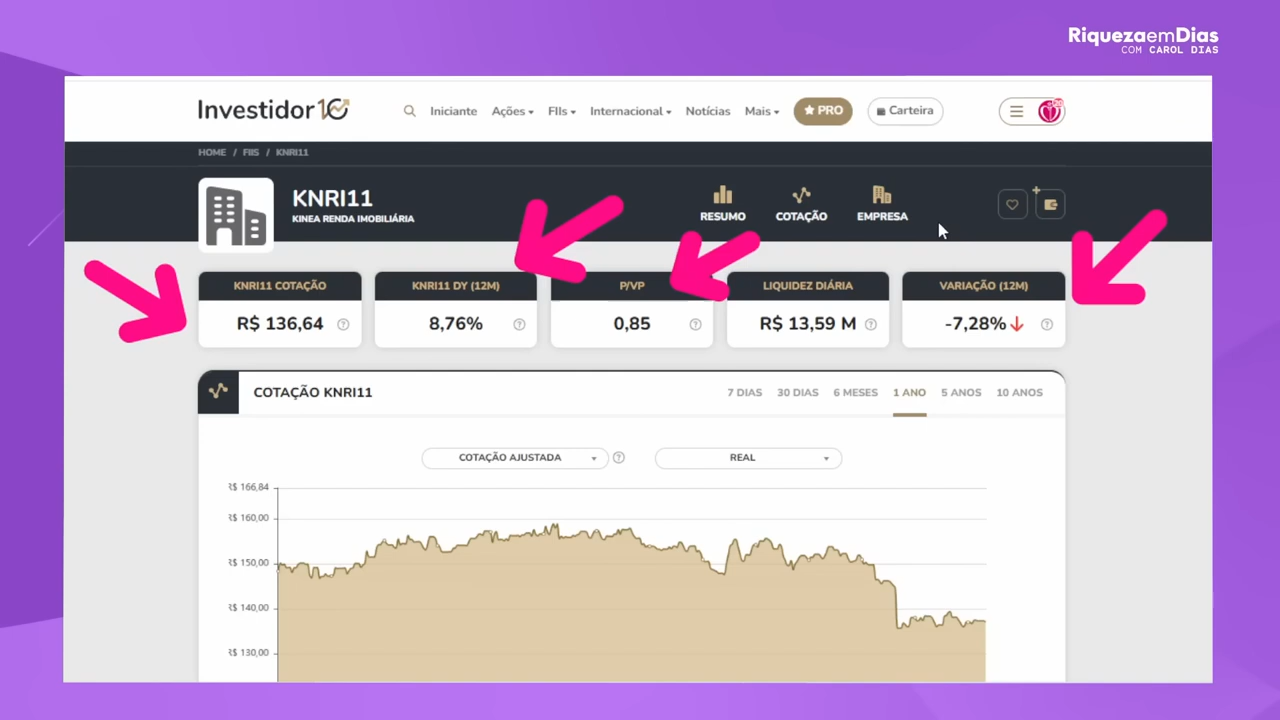 RiquezaemDias
COM CAROL DIAS
Investidor10
Iniciante Ações FIIs Internacional Notícias Mais PRO Carteira
HOME / FIIS / KNRI11
KNRI11
KINEA RENDA IMOBILIÁRIA
RESUMO COTAÇÃO EMPRESA
KNRI11 COTAÇÃO
R$ 136,64
KNRI11 DY (12M)
8,76%
P/VP
0,85
LIQUIDEZ DIÁRIA
R$ 13,59 M
VARIAÇÃO (12M)
-7,28%
COTAÇÃO KNRI11
7 DIAS 30 DIAS 6 MESES 1 ANO 5 ANOS 10 ANOS
COTAÇÃO AJUSTADA REAL
R$ 166,84
R$ 160,00
R$ 150,00
R$ 140,00
R$ 130,00